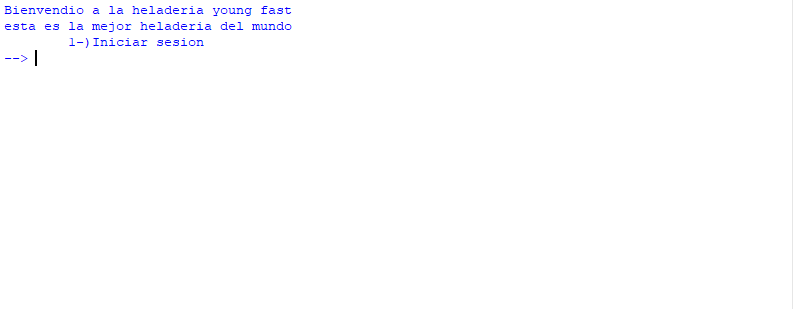 Bienvendio a la heladeria young fast
esta es la mejor heladeria del mundo
1-)Iniciar sesion
-->